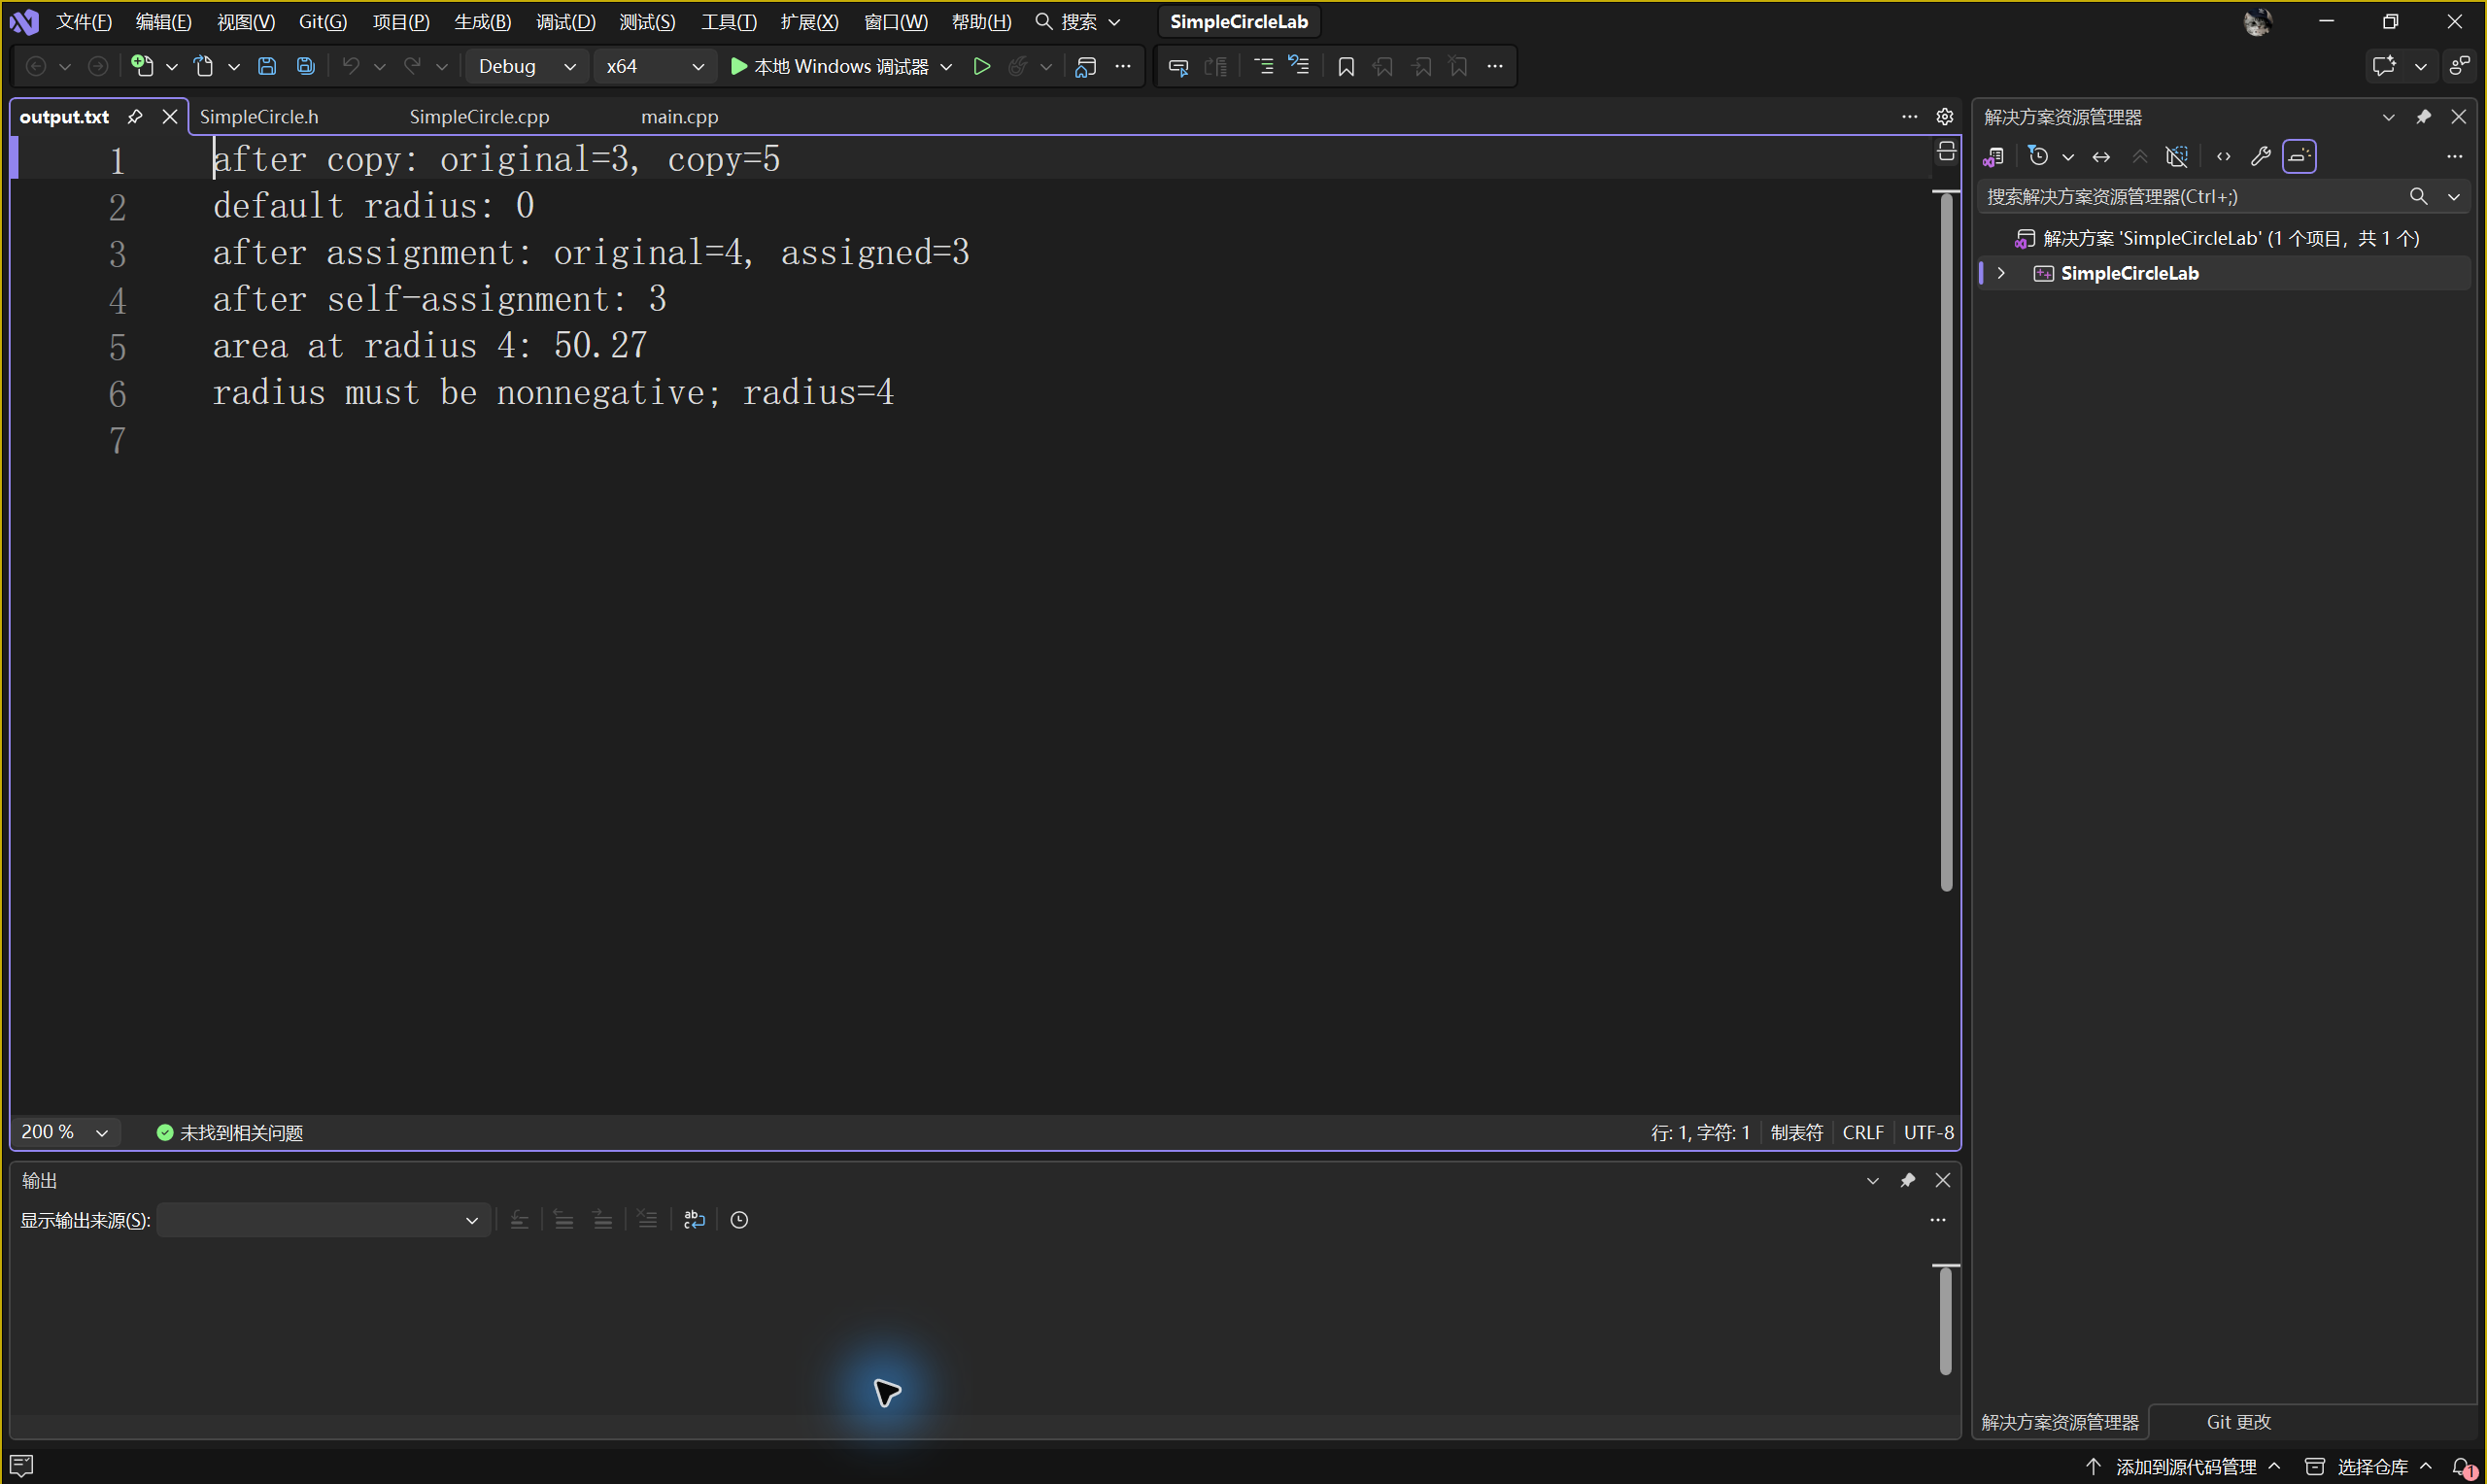 文件(F) 编辑(E) 视图(V) Git(G) 项目(P) 生成(B) 调试(D) 测试(S) 工具(T) 扩展(X) 窗口(W) 帮助(H) 搜索 SimpleCircleLab
Debug x64 本地 Windows 调试器
output.txt SimpleCircle.h SimpleCircle.cpp main.cpp
1 after copy: original=3, copy=5
2 default radius: 0
3 after assignment: original=4, assigned=3
4 after self-assignment: 3
5 area at radius 4: 50.27
6 radius must be nonnegative; radius=4
7
200 % 未找到相关问题 行: 1, 字符: 1 制表符 CRLF UTF-8
输出
显示输出来源(S):
解决方案资源管理器
搜索解决方案资源管理器(Ctrl+;)
解决方案 'SimpleCircleLab' (1 个项目，共 1 个)
SimpleCircleLab
解决方案资源管理器 Git 更改
添加到源代码管理 选择仓库 1